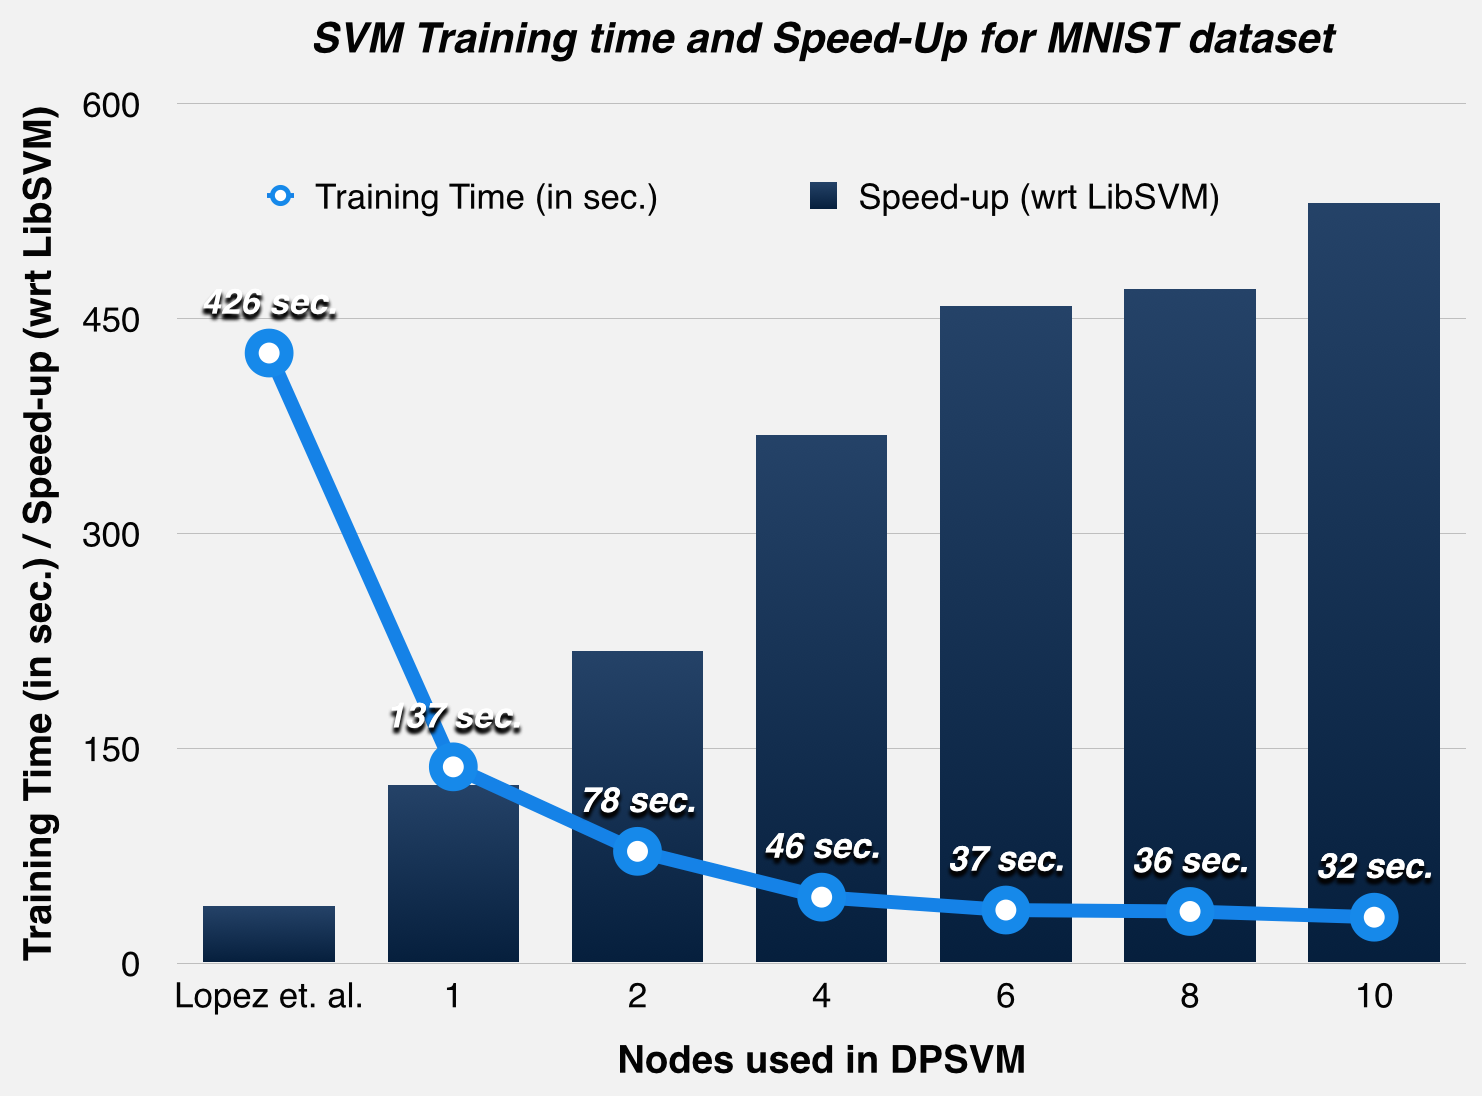 SVM Training time and Speed-Up for MNIST dataset
Training Time (in sec.) / Speed-up (wrt LibSVM)
600
450
300
150
0
Training Time (in sec.)
Speed-up (wrt LibSVM)
426 sec.
137 sec.
78 sec.
46 sec.
37 sec.
36 sec.
32 sec.
Lopez et. al.
1
2
4
6
8
10
Nodes used in DPSVM